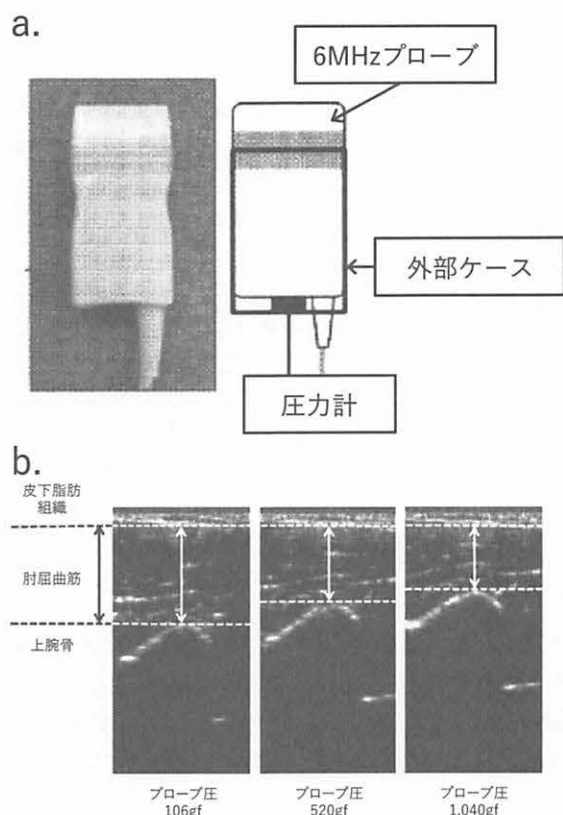 a.
6MHzプローブ
外部ケース
圧力計
b.
皮下脂肪
組織
肘屈曲筋
上腕骨
プローブ圧
106gf
プローブ圧
520gf
プローブ圧
1,040gf